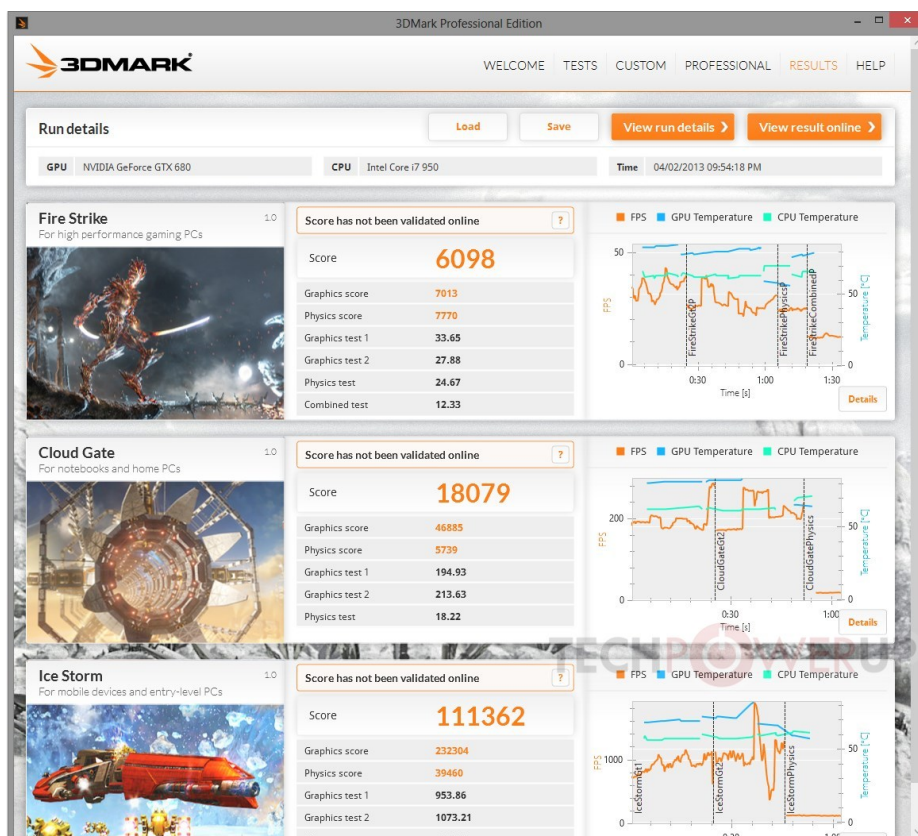 3DMark Professional Edition
3DMARK
WELCOME TESTS CUSTOM PROFESSIONAL RESULTS HELP
Run details Load Save View run details View result online
GPU NVIDIA GeForce GTX 680 CPU Intel Core i7 950 Time 04/02/2013 09:54:18 PM
Fire Strike 1.0
For high performance gaming PCs
Score has not been validated online ?
Score 6098
Graphics score 7013
Physics score 7770
Graphics test 1 33.65
Graphics test 2 27.88
Physics test 24.67
Combined test 12.33
FPS GPU Temperature CPU Temperature
50
0
FPS
FireStrikeGt2P
FireStrikePhysicsP
FireStrikeCombinedP
50
0
Temperature [°C]
0:30 1:00 1:30
Time [s]
Details
Cloud Gate 1.0
For notebooks and home PCs
Score has not been validated online ?
Score 18079
Graphics score 46885
Physics score 5739
Graphics test 1 194.93
Graphics test 2 213.63
Physics test 18.22
FPS GPU Temperature CPU Temperature
200
0
FPS
CloudGateGt2
CloudGatePhysics
50
0
Temperature [°C]
0:30 1:00
Time [s]
Details
TECHPOWERUP
Ice Storm 1.0
For mobile devices and entry-level PCs
Score has not been validated online ?
Score 111362
Graphics score 232304
Physics score 39460
Graphics test 1 953.86
Graphics test 2 1073.21
FPS GPU Temperature CPU Temperature
1000
0
FPS
IceStormGt1
IceStormGt2
IceStormPhysics
50
0
Temperature [°C]